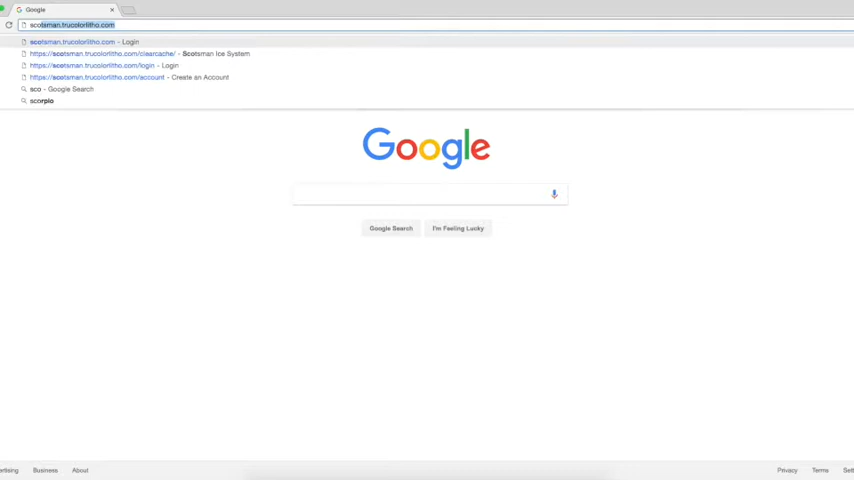 Google
scotsman.trucolorlitho.com
scotsman.trucolorlitho.com - Login
https://scotsman.trucolorlitho.com/clearcache/ - Scotsman Ice System
https://scotsman.trucolorlitho.com/login - Login
https://scotsman.trucolorlitho.com/account - Create an Account
sco - Google Search
scorpio
Google
Google Search I'm Feeling Lucky
ertising Business About Privacy Terms Sett